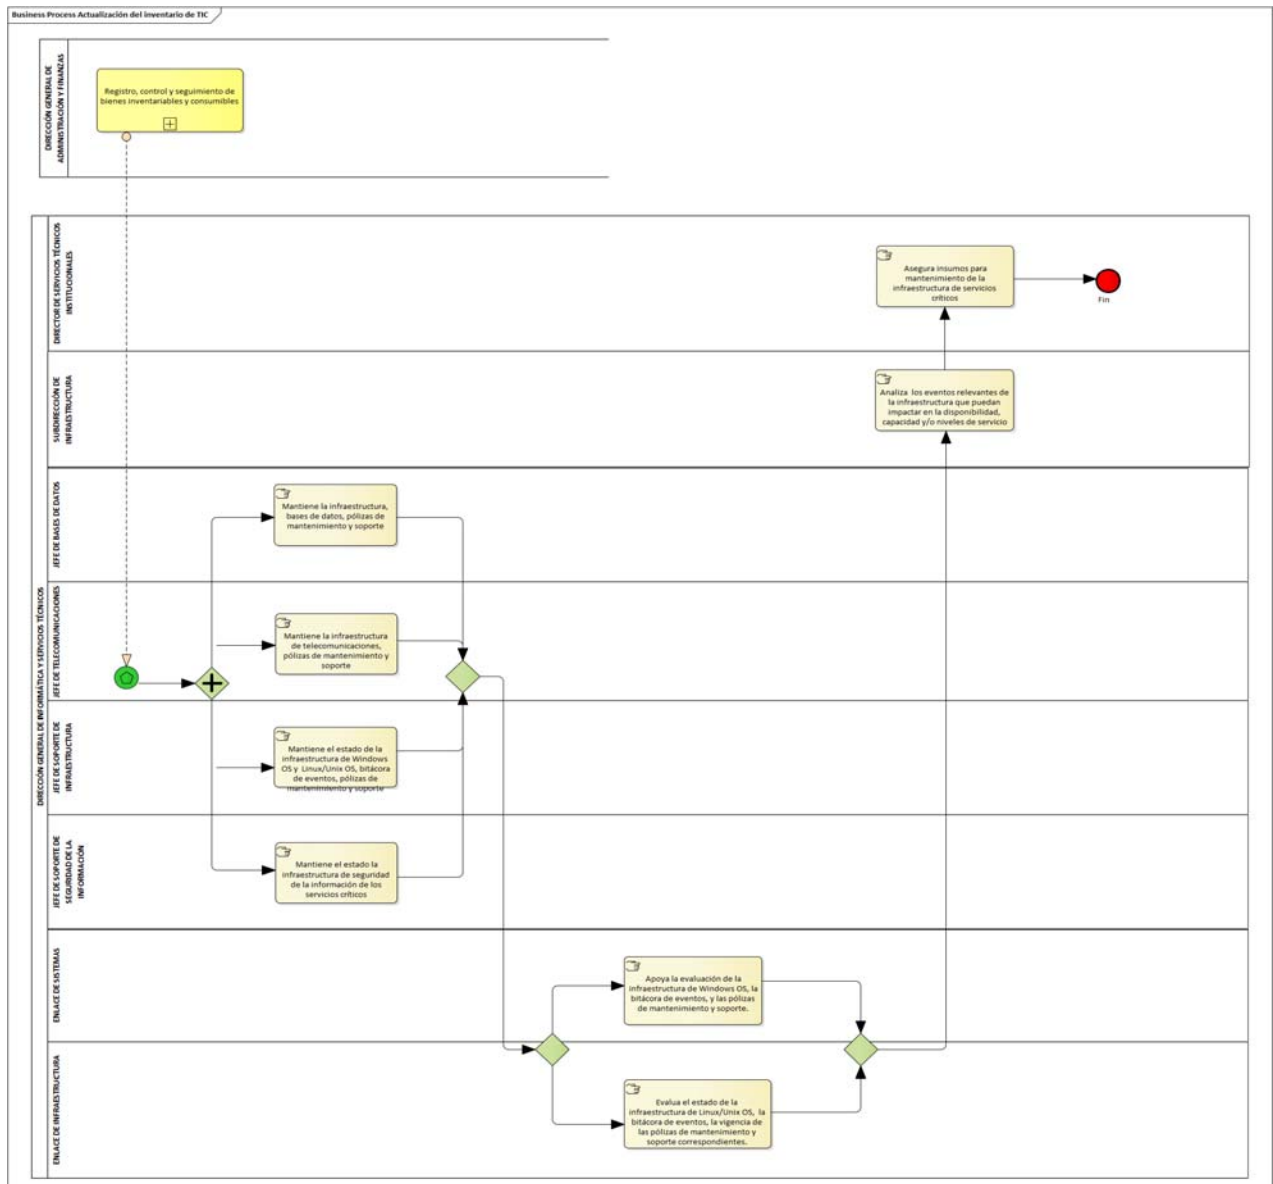 Business Process Actualización del inventario de TIC
DIRECCIÓN GENERAL DE
ADMINISTRACIÓN Y FINANZAS
Registro, control y seguimiento de
bienes inventariables y consumibles
DIRECCIÓN GENERAL DE INFORMÁTICA Y SERVICIOS TÉCNICOS
DIRECTOR DE SERVICIOS TÉCNICOS
INSTITUCIONALES
Asegura insumos para
mantenimiento de la
infraestructura de servicios
críticos
Fin
SUBDIRECCIÓN DE
INFRAESTRUCTURA
Analiza los eventos relevantes de
la infraestructura que puedan
impactar en la disponibilidad,
capacidad y/o niveles de servicio
JEFE DE BASES DE DATOS
Mantiene la infraestructura,
bases de datos, pólizas de
mantenimiento y soporte
JEFE DE TELECOMUNICACIONES
Mantiene la infraestructura
de telecomunicaciones,
pólizas de mantenimiento y
soporte
JEFE DE SOPORTE DE
INFRAESTRUCTURA
Mantiene el estado de la
infraestructura de Windows
OS y Linux/Unix OS, bitácora
de eventos, pólizas de
mantenimiento y soporte
JEFE DE SOPORTE DE
SEGURIDAD DE LA
INFORMACIÓN
Mantiene el estado la
infraestructura de seguridad
de la información de los
servicios críticos
ENLACE DE SISTEMAS
Apoya la evaluación de la
infraestructura de Windows OS, la
bitácora de eventos, y las pólizas
de mantenimiento y soporte.
ENLACE DE INFRAESTRUCTURA
Evalua el estado de la
infraestructura de Linux/Unix OS, la
bitácora de eventos, la vigencia de
las pólizas de mantenimiento y
soporte correspondientes.